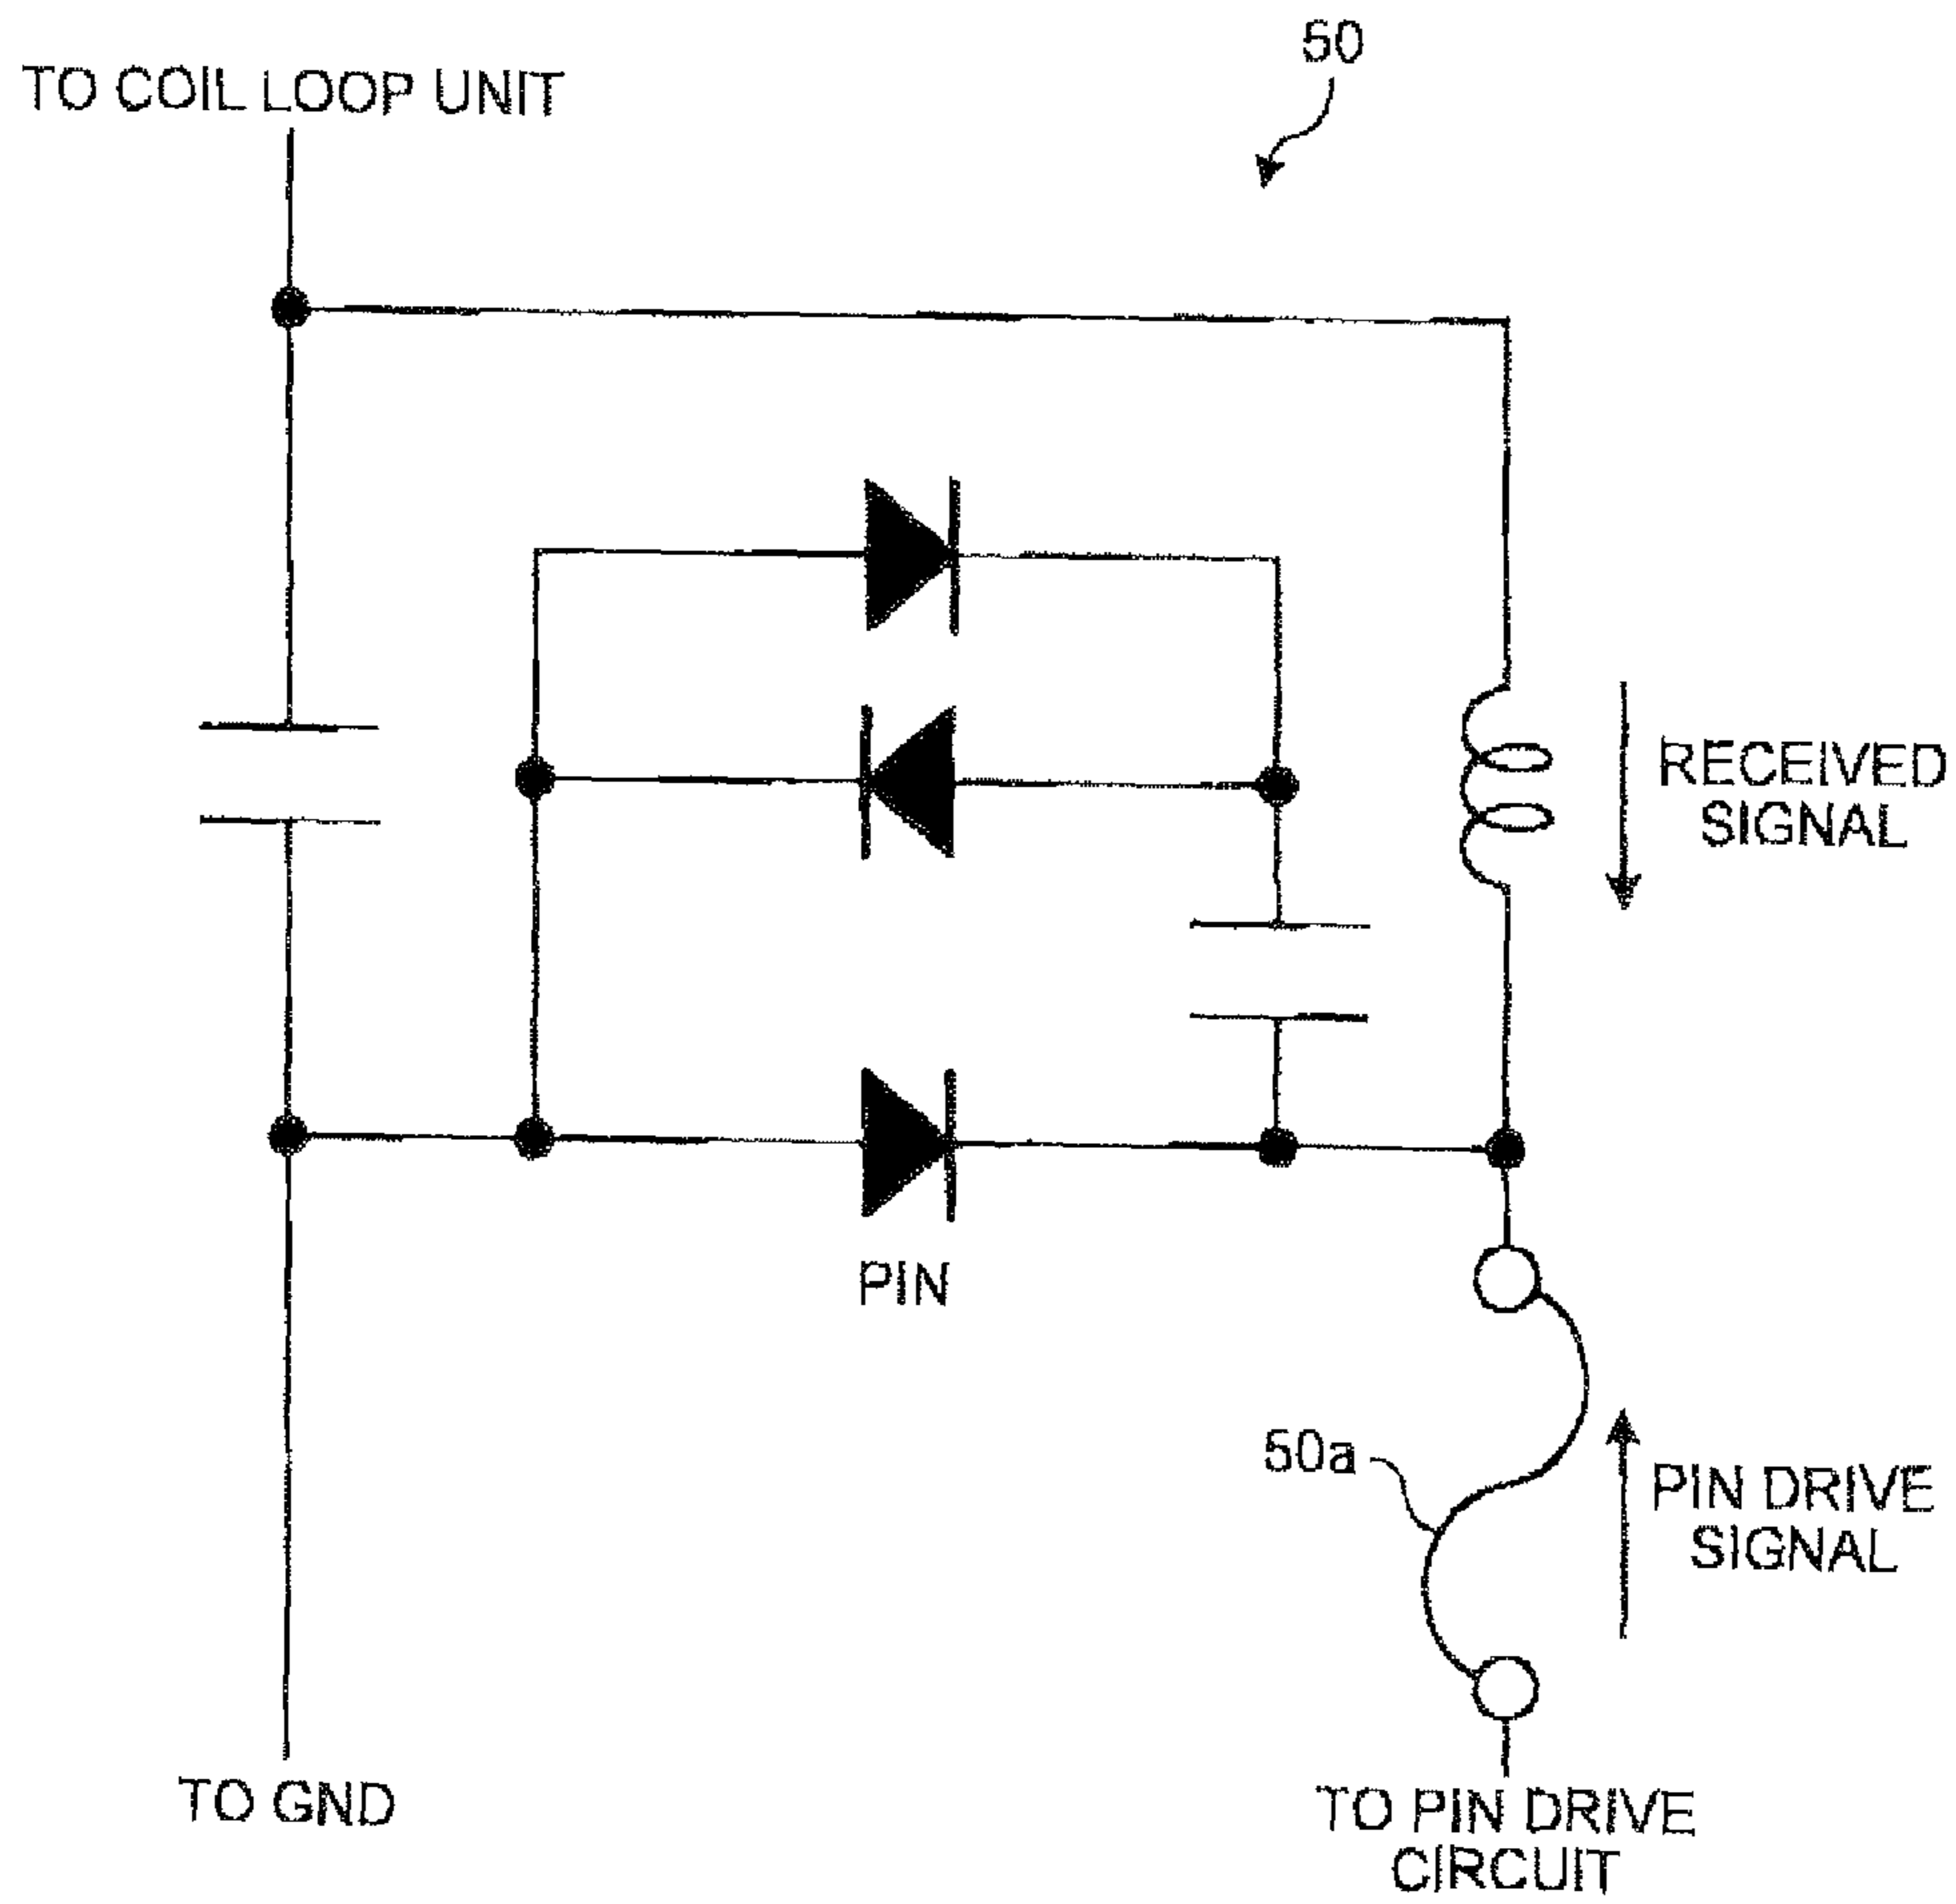 50
TO COIL LOOP UNIT
RECEIVED
SIGNAL
PIN
50a
PIN DRIVE
SIGNAL
TO GND
TO PIN DRIVE
CIRCUIT